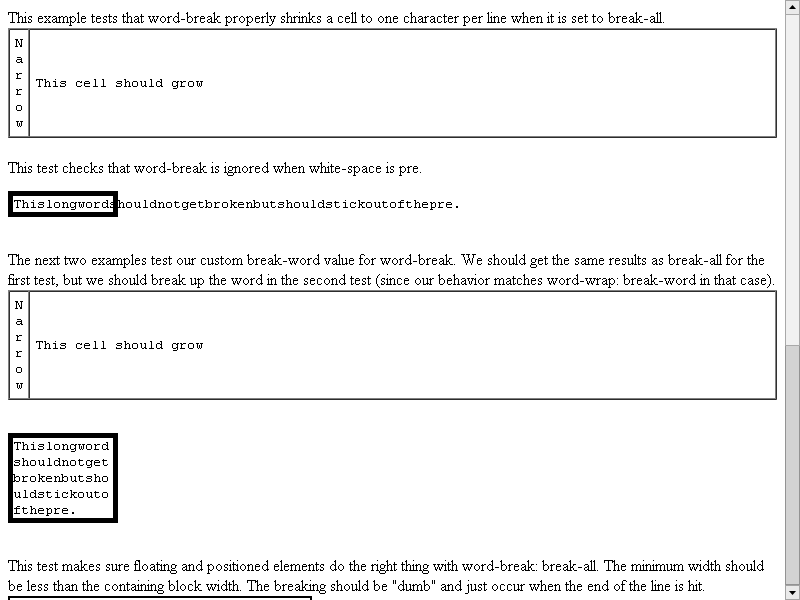 This example tests that word-break properly shrinks a cell to one character per line when it is set to break-all.
N
a
r
r
o
w
This cell should grow
This test checks that word-break is ignored when white-space is pre.
Thislongwordshouldnotgetbrokenbutshouldstickoutofthepre.
The next two examples test our custom break-word value for word-break. We should get the same results as break-all for the
first test, but we should break up the word in the second test (since our behavior matches word-wrap: break-word in that case).
N
a
r
r
o
w
This cell should grow
Thislongword
shouldnotget
brokenbutsho
uldstickouto
fthepre.
This test makes sure floating and positioned elements do the right thing with word-break: break-all. The minimum width should
be less than the containing block width. The breaking should be "dumb" and just occur when the end of the line is hit.